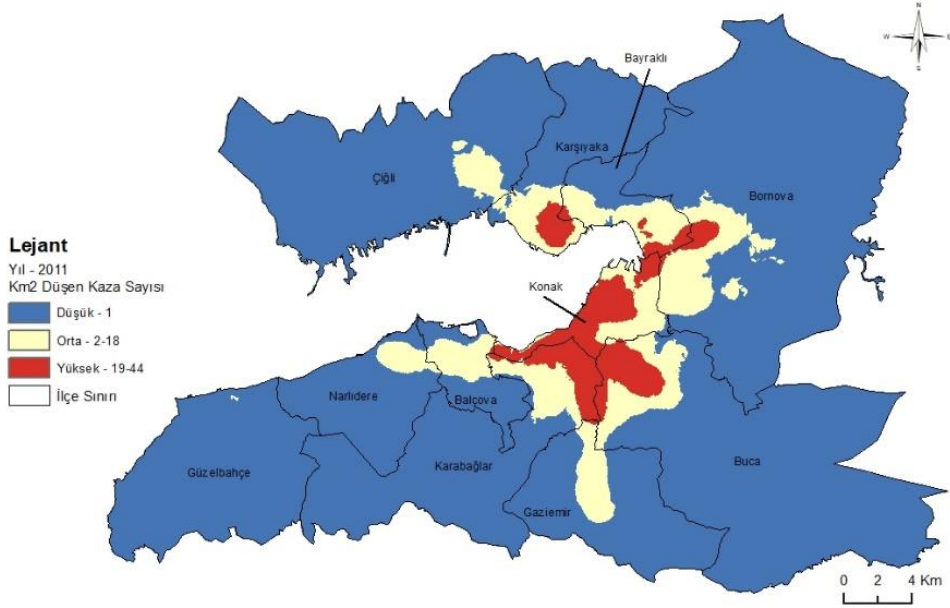 N
W
E
S
Bayraklı
Karşıyaka
Çiğli
Bornova
Lejant
Yıl - 2011
Km2 Düşen Kaza Sayısı
Düşük - 1
Orta - 2-18
Yüksek - 19-44
İlçe Sınırı
Konak
Narlıdere
Balçova
Güzelbahçe
Karabağlar
Buca
Gaziemir
0 2 4 Km